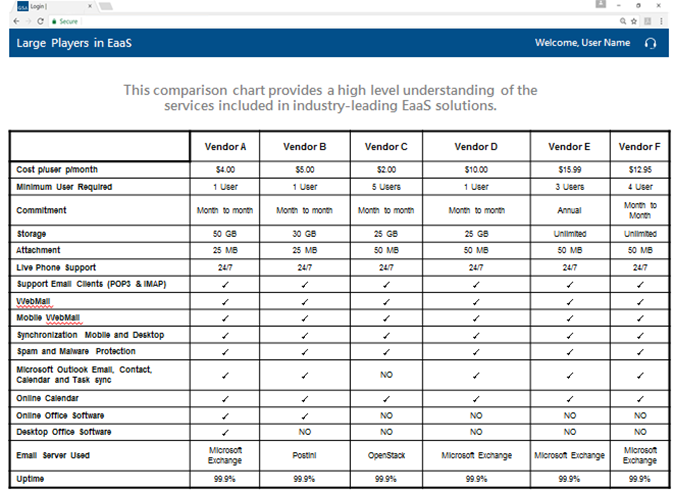 Login |
Secure
Large Players in EaaS Welcome, User Name
This comparison chart provides a high level understanding of the
services included in industry-leading EaaS solutions.
Vendor A Vendor B Vendor C Vendor D Vendor E Vendor F
Cost p/user p/month $4.00 $5.00 $2.00 $10.00 $15.99 $12.95
Minimum User Required 1 User 1 User 5 Users 1 User 3 Users 4 User
Commitment Month to month Month to month Month to month Month to month Annual Month to
Month
Storage 50 GB 30 GB 25 GB 25 GB Unlimited Unlimited
Attachment 25 MB 25 MB 50 MB 50 MB 50 MB 50 MB
Live Phone Support 24/7 24/7 24/7 24/7 24/7 24/7
Support Email Clients (POP3 & IMAP) ✓ ✓ ✓ ✓ ✓ ✓
WebMail ✓ ✓ ✓ ✓ ✓ ✓
Mobile WebMail ✓ ✓ ✓ ✓ ✓ ✓
Synchronization Mobile and Desktop ✓ ✓ ✓ ✓ ✓ ✓
Spam and Malware Protection ✓ ✓ ✓ ✓ ✓ ✓
Microsoft Outlook Email, Contact,
Calendar and Task sync ✓ ✓ NO ✓ ✓ ✓
Online Calendar ✓ ✓ ✓ ✓ ✓ ✓
Online Office Software ✓ ✓ NO NO NO NO
Desktop Office Software ✓ NO NO NO NO NO
Email Server Used Microsoft
Exchange Postini OpenStack Microsoft Exchange Microsoft Exchange Microsoft
Exchange
Uptime 99.9% 99.9% 99.9% 99.9% 99.9% 99.9%